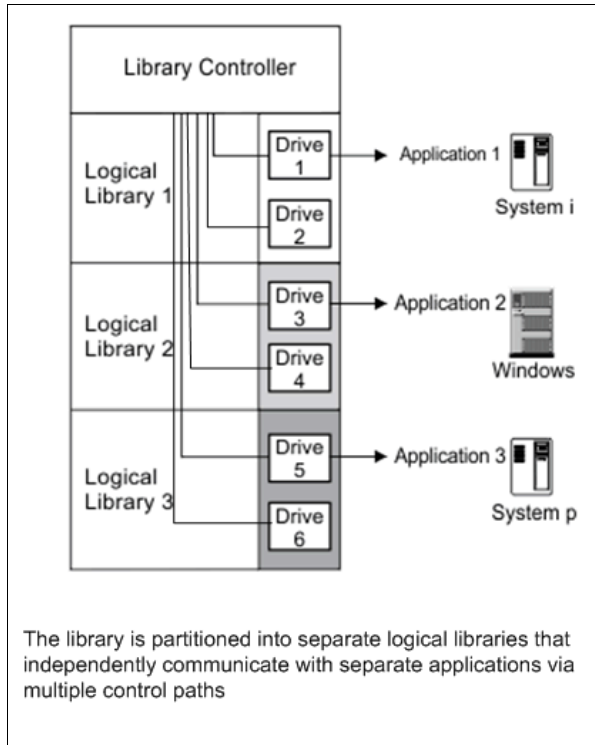 Library Controller
Logical
Library 1
Drive
1
Application 1
System i
Drive
2
Logical
Library 2
Drive
3
Application 2
Windows
Drive
4
Logical
Library 3
Drive
5
Application 3
System p
Drive
6
The library is partitioned into separate logical libraries that
independently communicate with separate applications via
multiple control paths